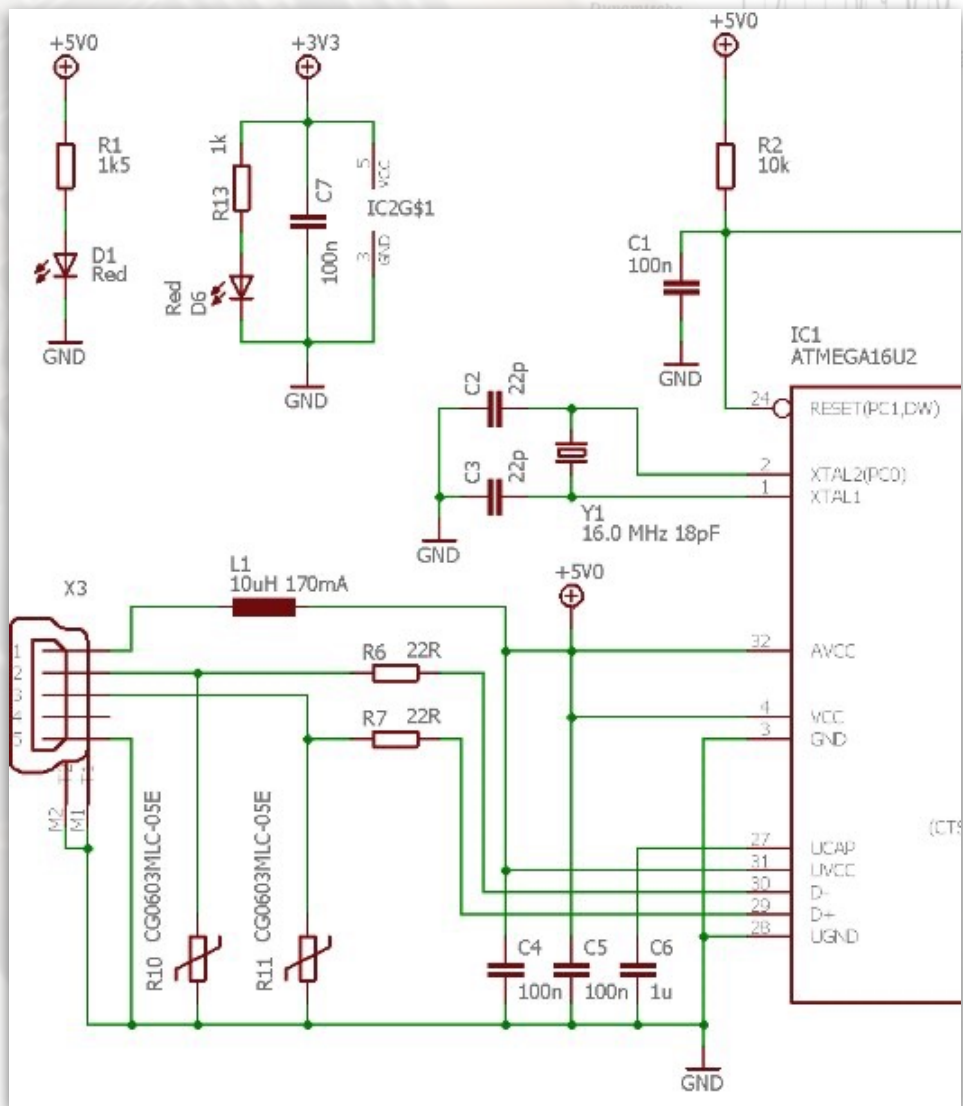 +5V0
R1
1k5
D1
Red
GND
+3V3
1k
R13
C7
100n
5
VCC
IC2G$1
3
GND
Red
D6
GND
+5V0
R2
10k
C1
100n
GND
IC1
ATMEGA16U2
24
RESET(PC1,DW)
C2
22p
2
XTAL2(PC0)
C3
22p
1
XTAL1
Y1
16.0 MHz 18pF
GND
X3
L1
10uH 170mA
+5V0
1
2
3
4
5
R6 22R
R7 22R
32
AVCC
4
VCC
3
GND
M2
M1
R10 CG0603MLC-05E
R11 CG0603MLC-05E
(CTS
27
UCAP
31
UVCC
30
D-
29
D+
28
UGND
C4
100n
C5
100n
C6
1u
GND